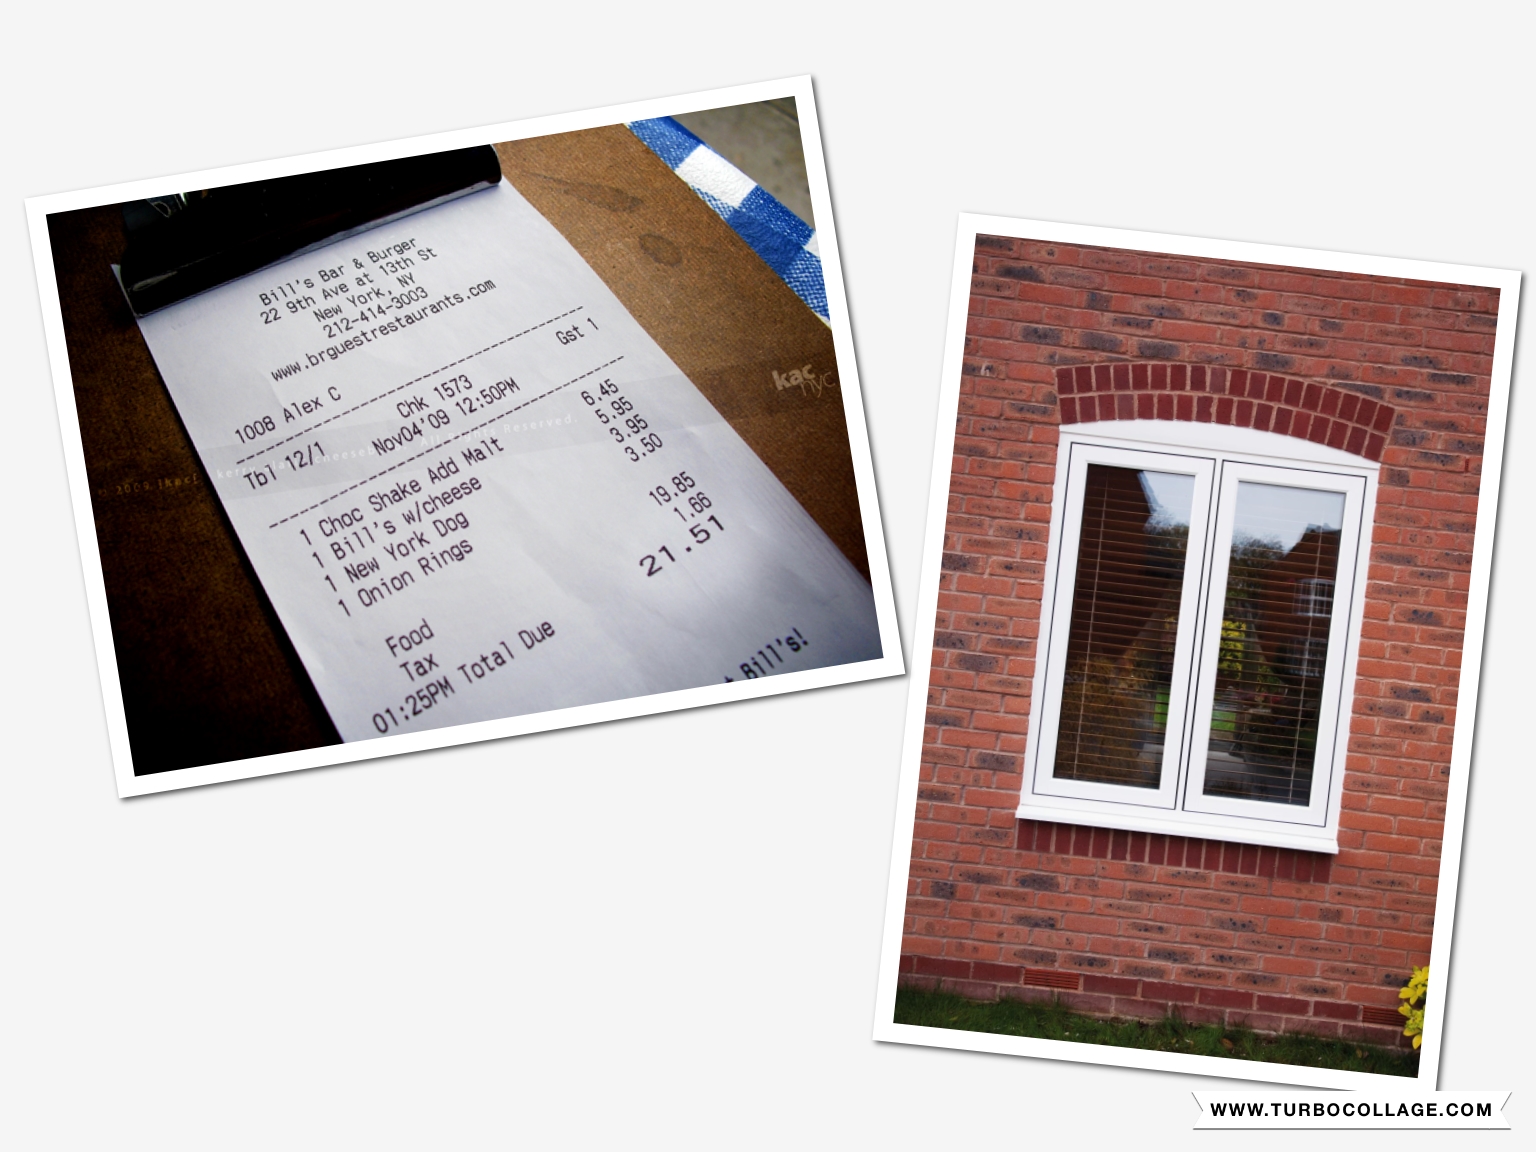 Bill's Bar & Burger
22 9th Ave at 13th St
New York, NY
212-414-3003
www.brguestrestaurants.com
1008 Alex C
Tbl 12/1 Chk 1573 Gst 1
Nov04'09 12:50PM
1 Choc Shake Add Malt 6.45
1 Bill's w/cheese 5.95
1 New York Dog 3.95
1 Onion Rings 3.50
Food 19.85
Tax 1.66
01:25PM Total Due 21.51
Bill's!
kac
nyc
All rights Reserved.
WWW.TURBOCOLLAGE.COM